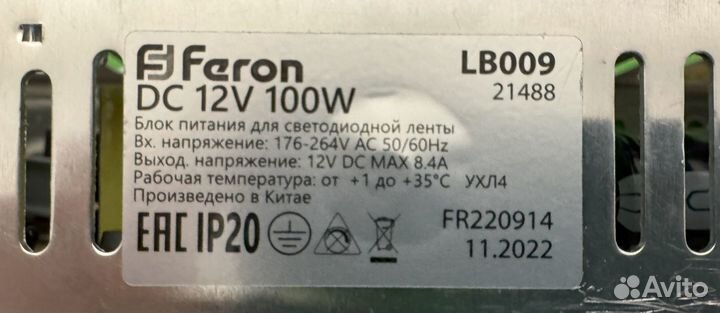 Feron
LB009
DC 12V 100W
21488
Блок питания для светодиодной ленты
Вх. напряжение: 176-264V AC 50/60Hz
Выход. напряжение: 12V DC MAX 8.4A
Рабочая температура: от +1 до +35°C УХЛ4
Произведено в Китае
EAC IP20
FR220914
11.2022
Avito